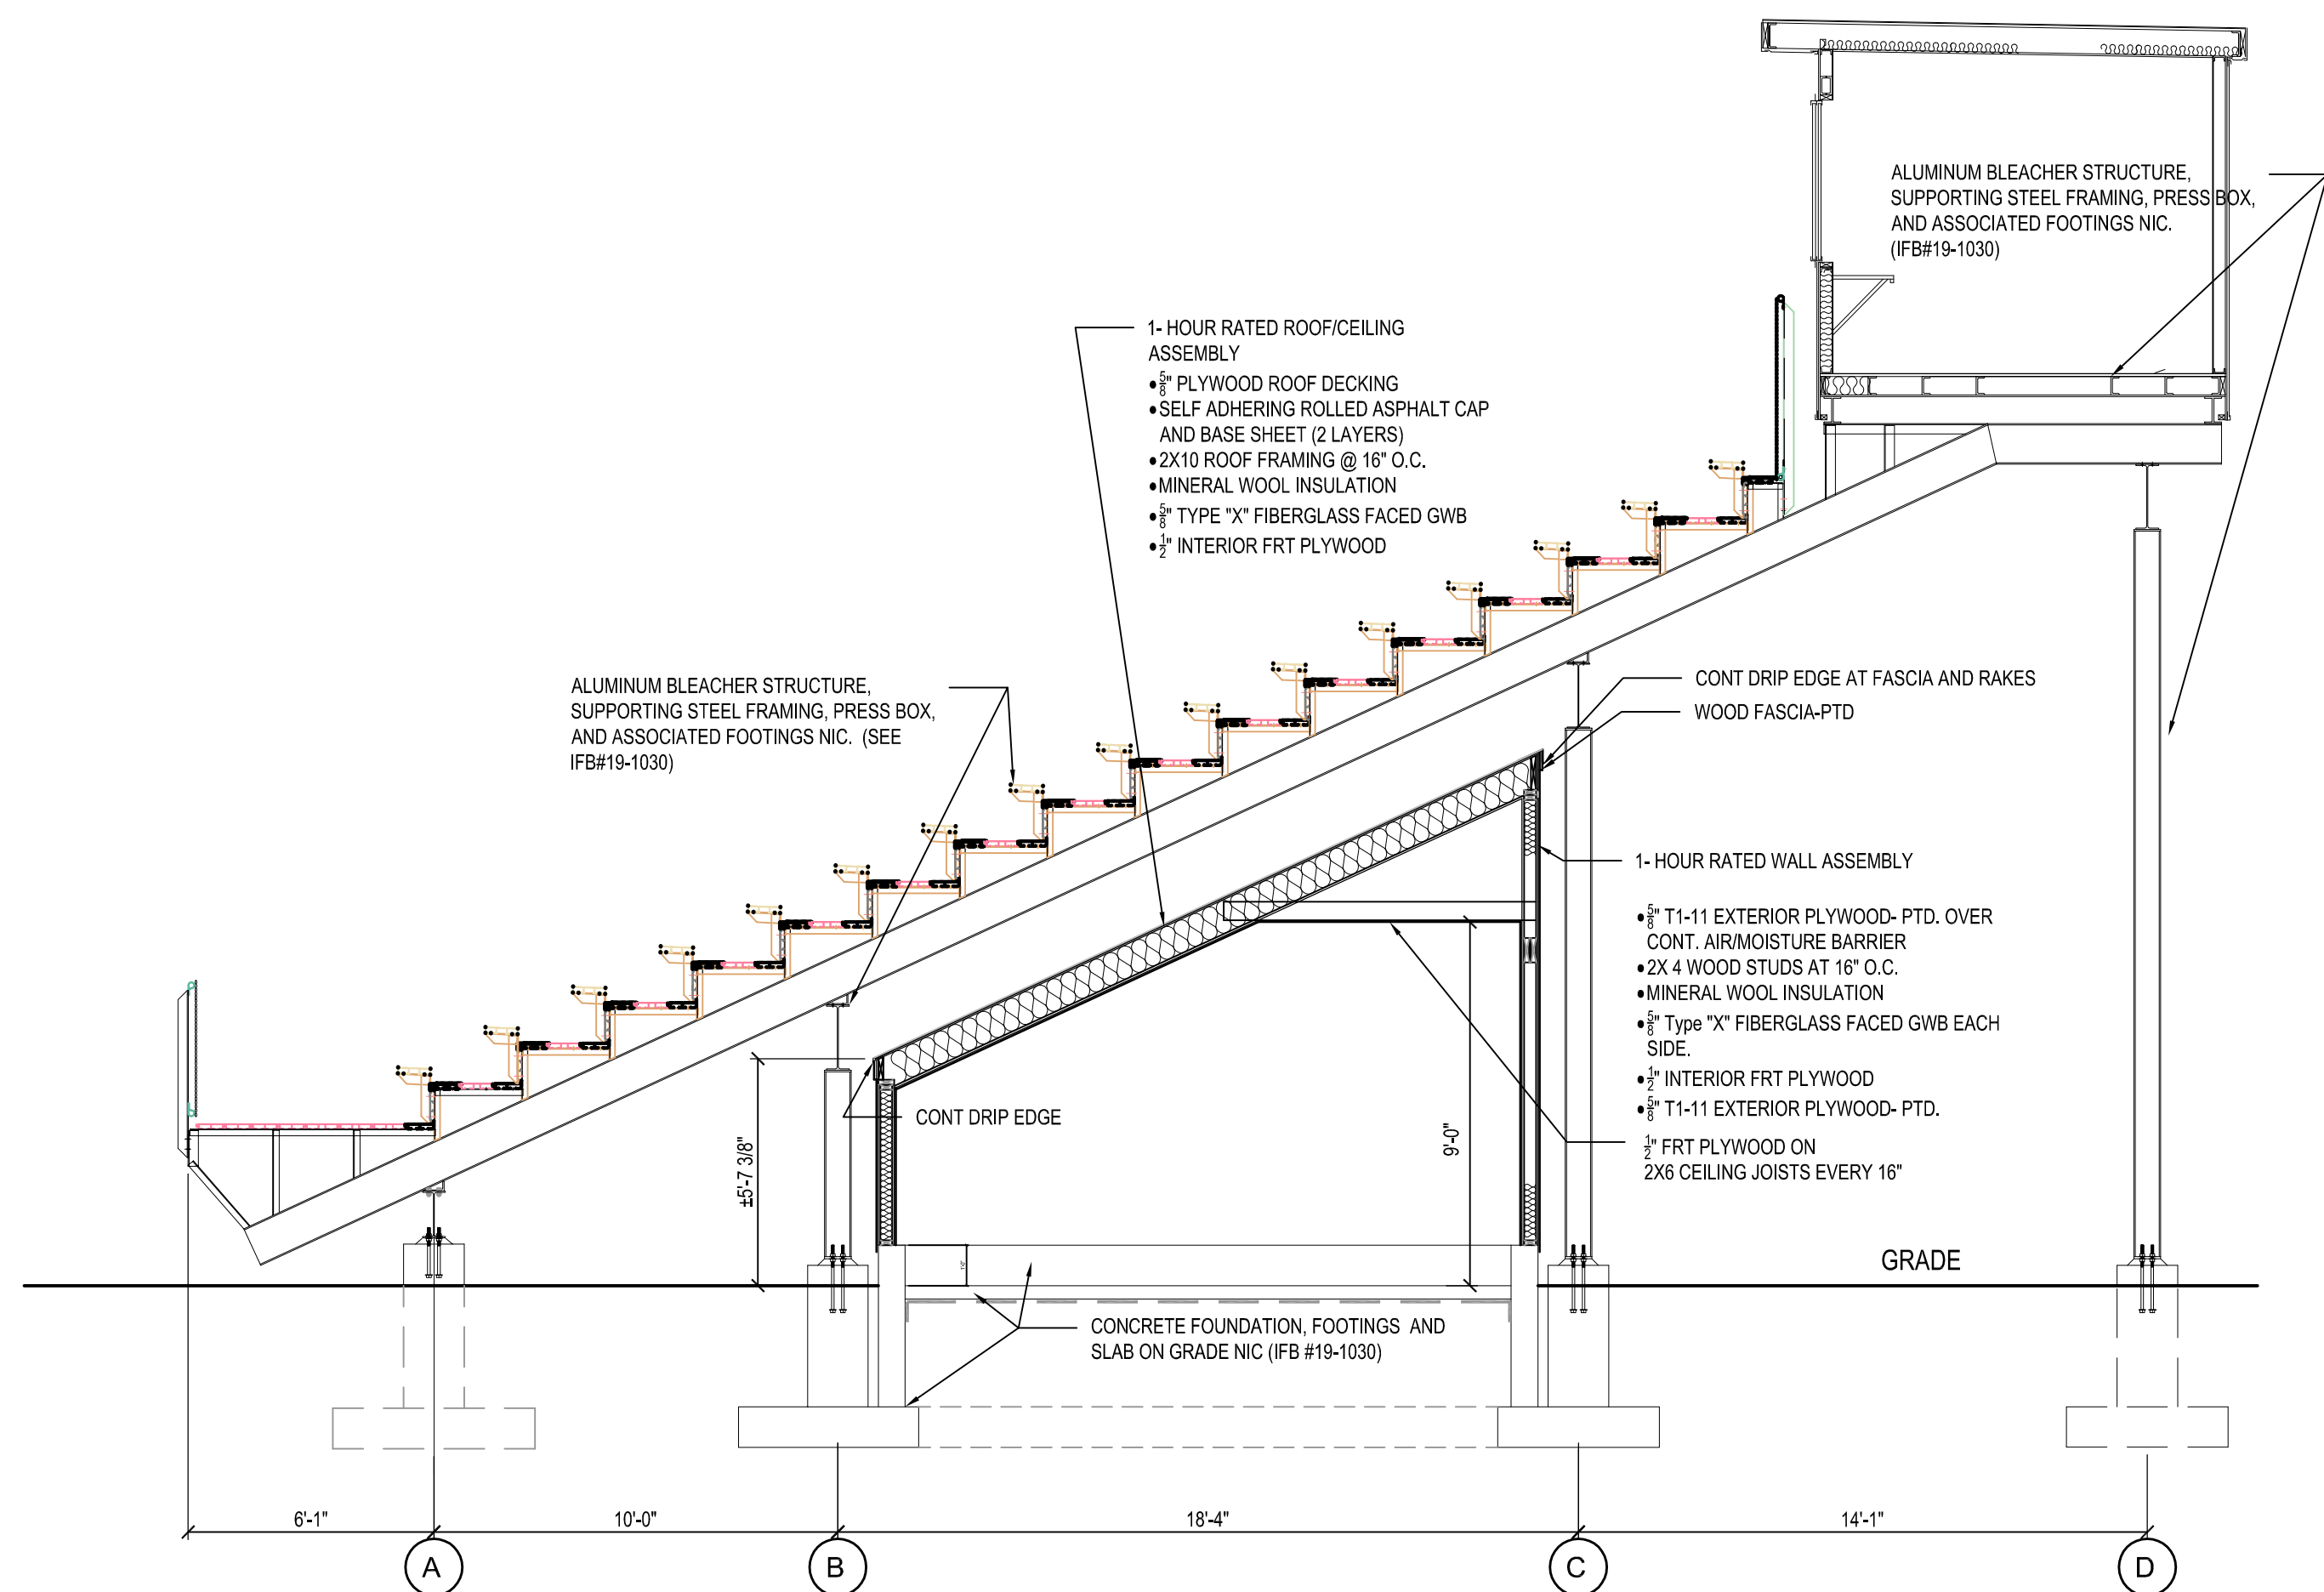 ALUMINUM BLEACHER STRUCTURE,
SUPPORTING STEEL FRAMING, PRESS BOX,
AND ASSOCIATED FOOTINGS NIC.
(IFB#19-1030)
1- HOUR RATED ROOF/CEILING
ASSEMBLY
•5/8" PLYWOOD ROOF DECKING
•SELF ADHERING ROLLED ASPHALT CAP
AND BASE SHEET (2 LAYERS)
•2X10 ROOF FRAMING @ 16" O.C.
•MINERAL WOOL INSULATION
•5/8" TYPE "X" FIBERGLASS FACED GWB
•1/2" INTERIOR FRT PLYWOOD
ALUMINUM BLEACHER STRUCTURE,
SUPPORTING STEEL FRAMING, PRESS BOX,
AND ASSOCIATED FOOTINGS NIC. (SEE
IFB#19-1030)
CONT DRIP EDGE AT FASCIA AND RAKES
WOOD FASCIA-PTD
1- HOUR RATED WALL ASSEMBLY
•5/8" T1-11 EXTERIOR PLYWOOD- PTD. OVER
CONT. AIR/MOISTURE BARRIER
•2X 4 WOOD STUDS AT 16" O.C.
•MINERAL WOOL INSULATION
•5/8" Type "X" FIBERGLASS FACED GWB EACH
SIDE.
•1/2" INTERIOR FRT PLYWOOD
•5/8" T1-11 EXTERIOR PLYWOOD- PTD.
1/2" FRT PLYWOOD ON
2X6 CEILING JOISTS EVERY 16"
CONT DRIP EDGE
±5'-7 3/8"
9'-0"
GRADE
CONCRETE FOUNDATION, FOOTINGS AND
SLAB ON GRADE NIC (IFB #19-1030)
6'-1"
10'-0"
18'-4"
14'-1"
A
B
C
D